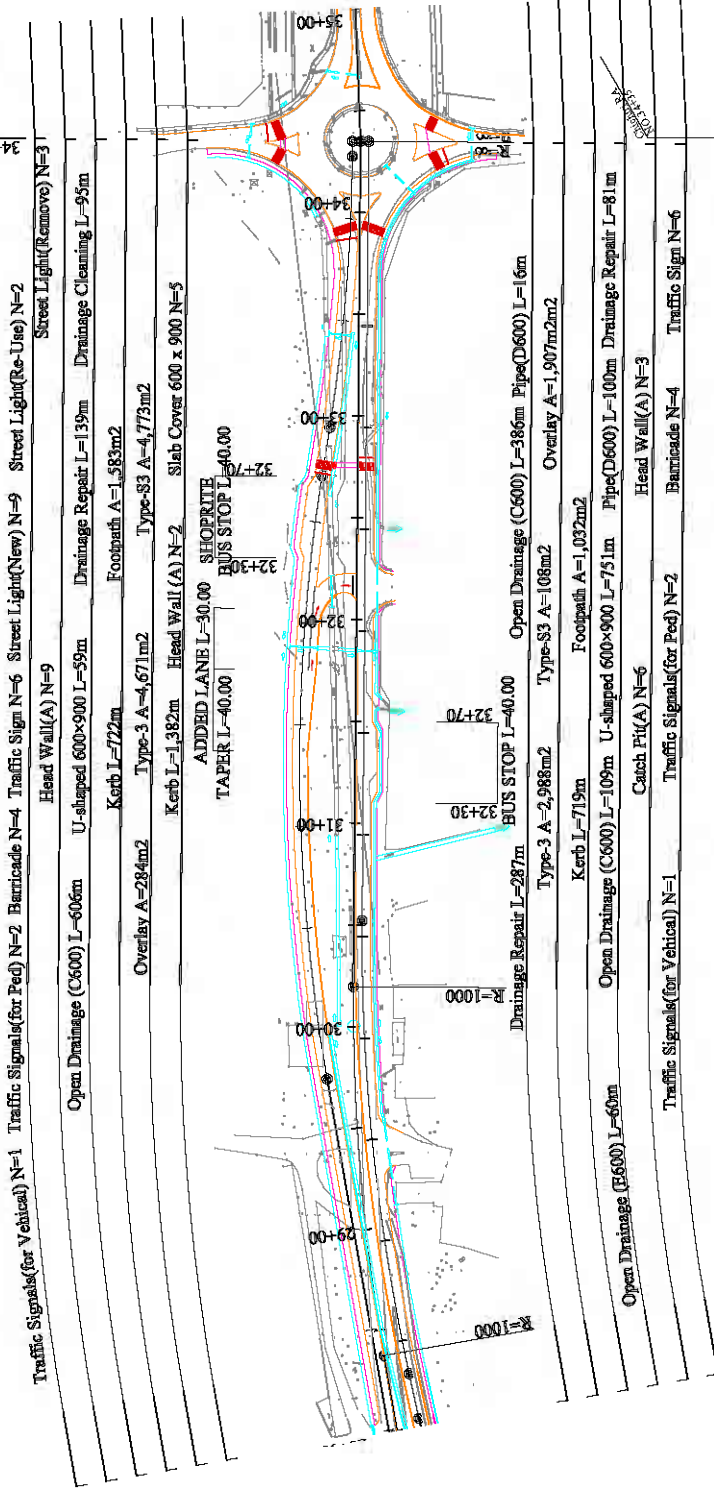 34-
Traffic Signals(for Vehical) N=1 Traffic Signals(for Ped) N=2 Barricade N=4 Traffic Sign N=6 Street Light(New) N=9 Street Light(Re-Use) N=2
Head Wall(A) N=9 Street Light(Remove) N=3
Open Drainage (C600) L=606m U-shaped 600×900 L=59m Drainage Repair L=139m Drainage Cleaning L=95m
Kerb L=722m Footpath A=1,583m2
Overlay A=284m2 Type-3 A=4,671m2 Type-S3 A=4,773m2
Kerb L=1,382m Head Wall (A) N=2 Slab Cover 600 x 900 N=5
ADDED LANE L=30.00 SHOPRITE
TAPER L=40.00 BUS STOP L=40.00
32+30
32+70
29+00
30+00
31+00
32+00
33+00
34+00
35+00
R=1000
R=1000
32+30
32+70
BUS STOP L=40.00
Drainage Repair L=287m Open Drainage (C600) L=386m Pipe(D600) L=16m
Type-3 A=2,988m2 Type-S3 A=108m2 Overlay A=1,907m2m2
Kerb L=719m Footpath A=1,032m2
Open Drainage (E600) L=60m Open Drainage (C600) L=109m U-shaped 600×900 L=751m Pipe(D600) L=100m Drainage Repair L=81m
Catch Pit(A) N=6 Head Wall(A) N=3
Traffic Signals(for Vehical) N=1 Traffic Signals(for Ped) N=2 Barricade N=4 Traffic Sign N=6
NO.34+35